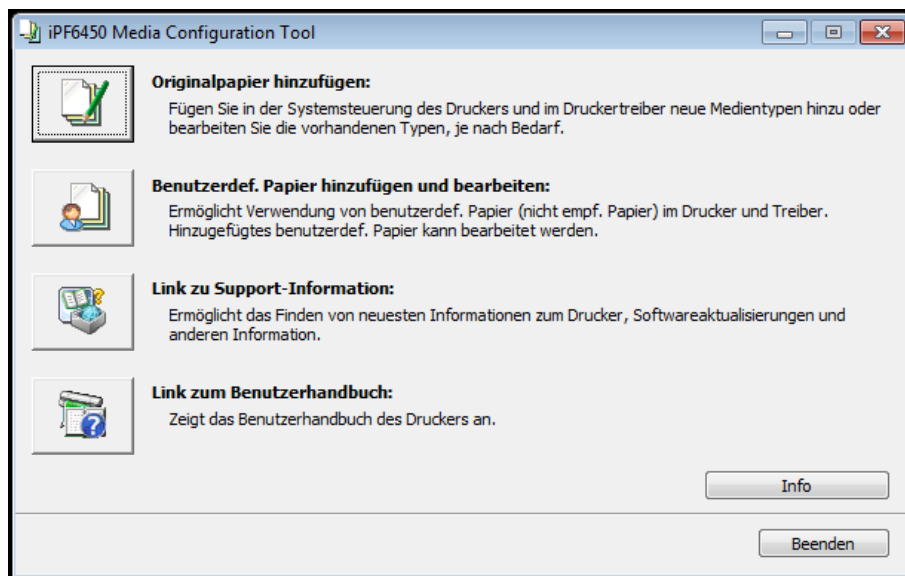 iPF6450 Media Configuration Tool
Originalpapier hinzufügen:
Fügen Sie in der Systemsteuerung des Druckers und im Druckertreiber neue Medientypen hinzu oder
bearbeiten Sie die vorhandenen Typen, je nach Bedarf.
Benutzerdef. Papier hinzufügen und bearbeiten:
Ermöglicht Verwendung von benutzerdef. Papier (nicht empf. Papier) im Drucker und Treiber.
Hinzugefügtes benutzerdef. Papier kann bearbeitet werden.
Link zu Support-Information:
Ermöglicht das Finden von neuesten Informationen zum Drucker, Softwareaktualisierungen und
anderen Information.
Link zum Benutzerhandbuch:
Zeigt das Benutzerhandbuch des Druckers an.
Info
Beenden